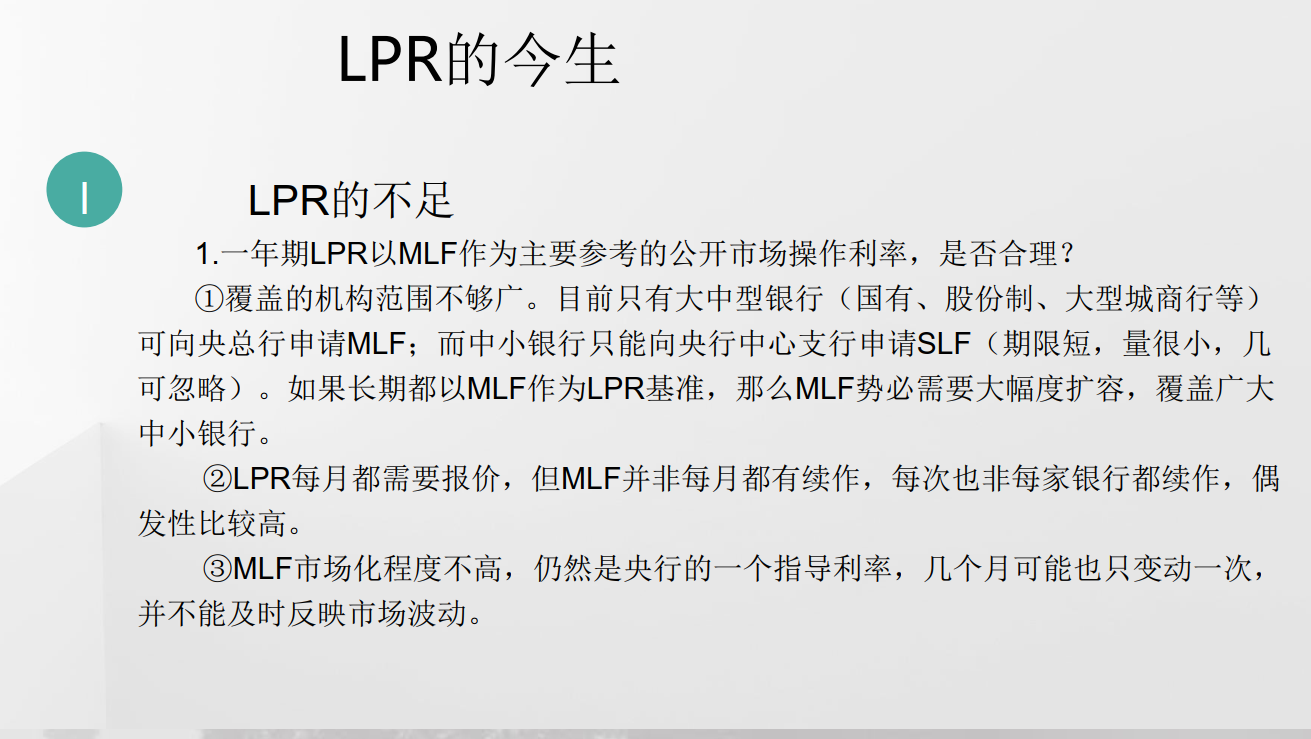 LPR的今生
I
LPR的不足
1.一年期LPR以MLF作为主要参考的公开市场操作利率，是否合理？
①覆盖的机构范围不够广。目前只有大中型银行（国有、股份制、大型城商行等）
可向央总行申请MLF；而中小银行只能向央行中心支行申请SLF（期限短，量很小，几
可忽略）。如果长期都以MLF作为LPR基准，那么MLF势必需要大幅度扩容，覆盖广大
中小银行。
②LPR每月都需要报价，但MLF并非每月都有续作，每次也非每家银行都续作，偶
发性比较高。
③MLF市场化程度不高，仍然是央行的一个指导利率，几个月可能也只变动一次，
并不能及时反映市场波动。